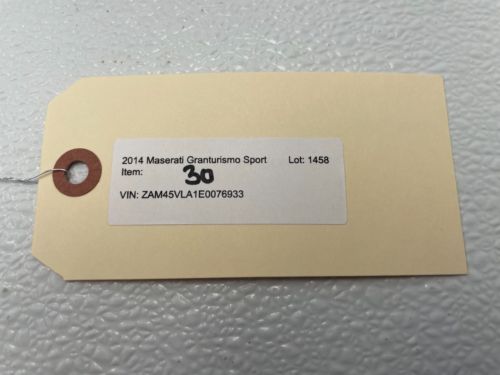 2014 Maserati Granturismo Sport Lot: 1458
Item: 30
VIN: ZAM45VLA1E0076933